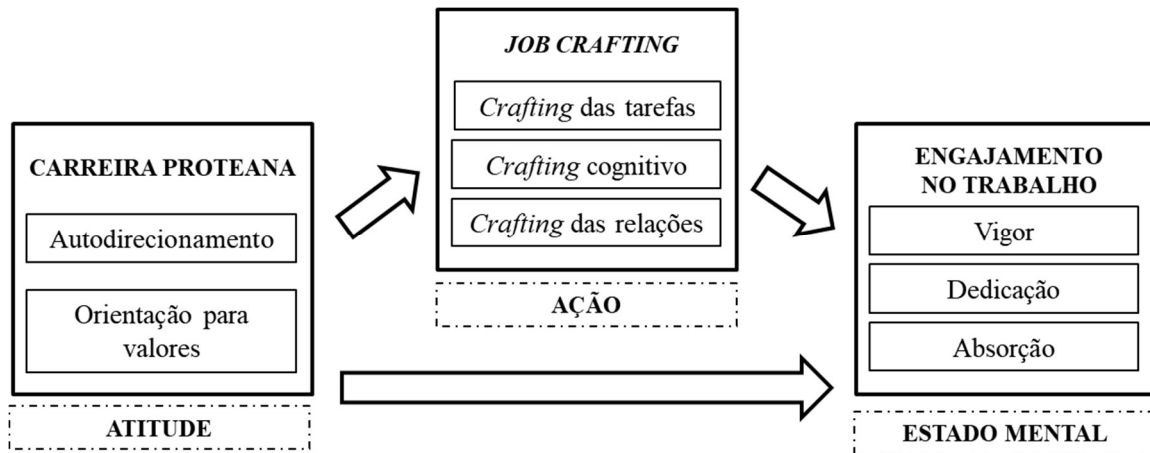 CARREIRA PROTEANA
Autodirecionamento
Orientação para
valores
ATITUDE
JOB CRAFTING
Crafting das tarefas
Crafting cognitivo
Crafting das relações
AÇÃO
ENGAJAMENTO
NO TRABALHO
Vigor
Dedicação
Absorção
ESTADO MENTAL